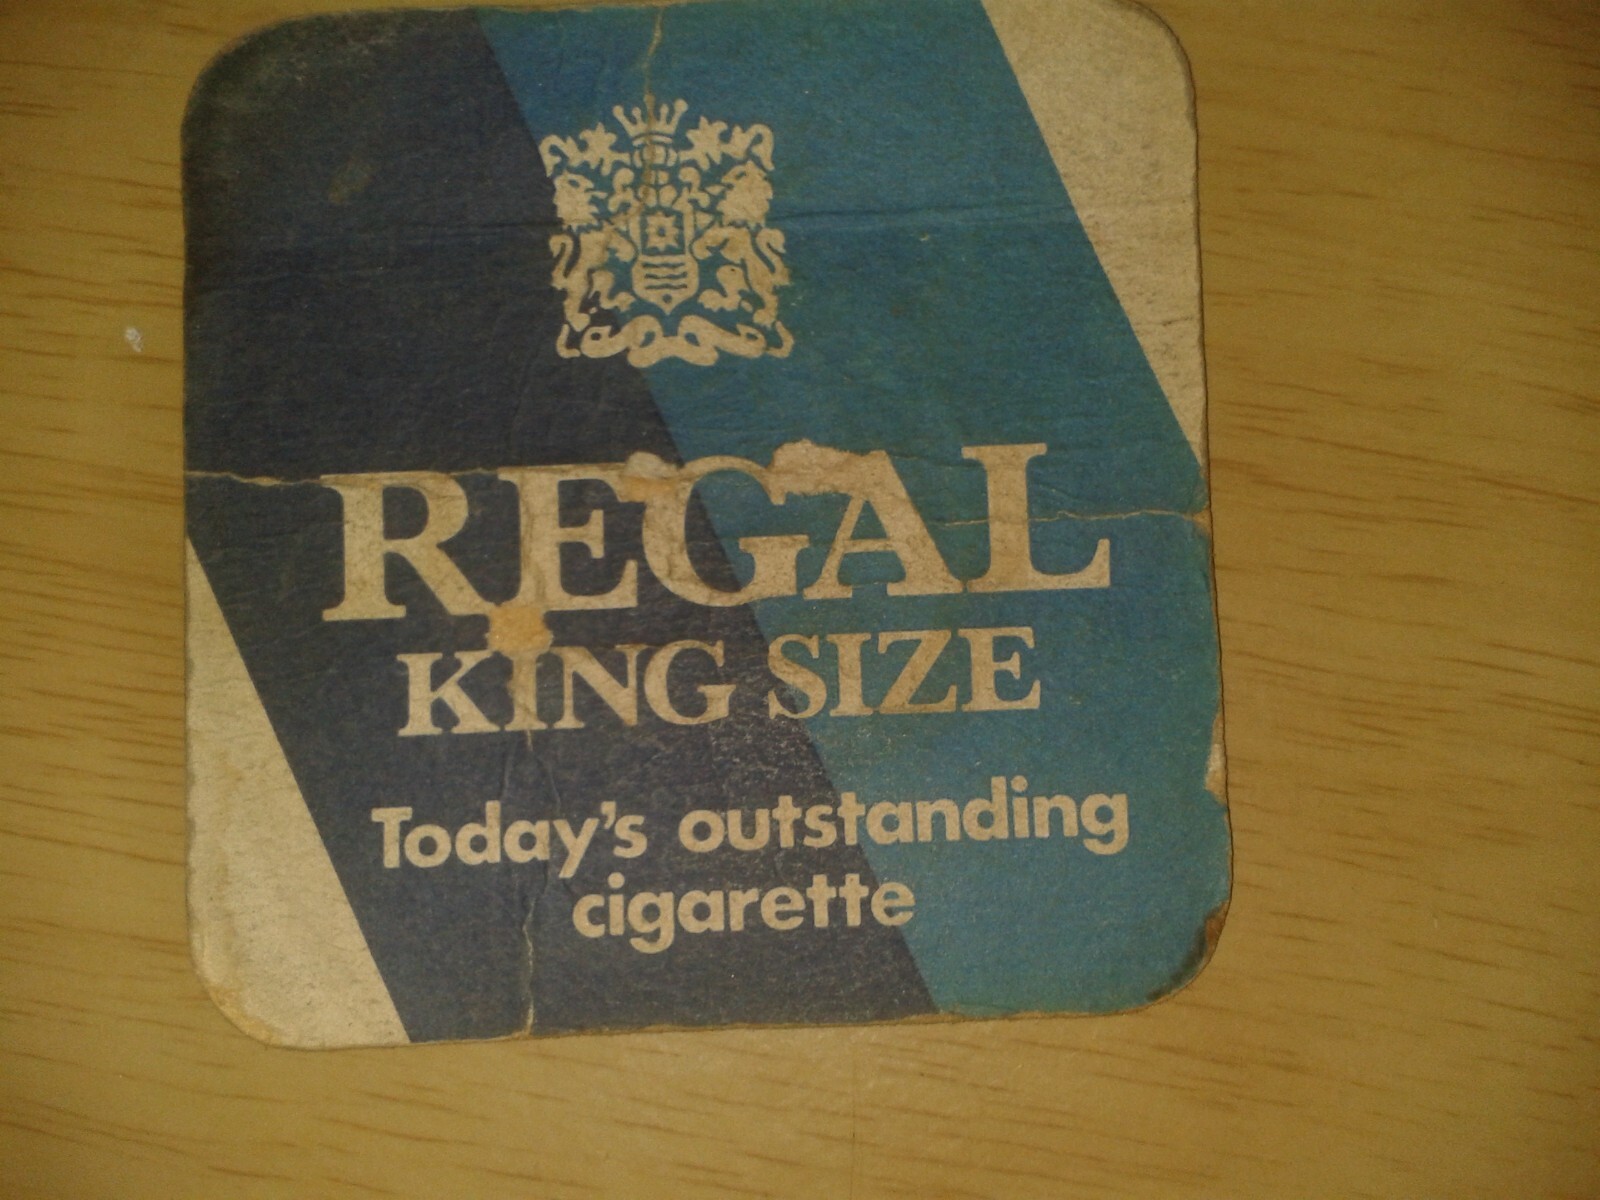 REGAL
KING SIZE
Today's outstanding
cigarette